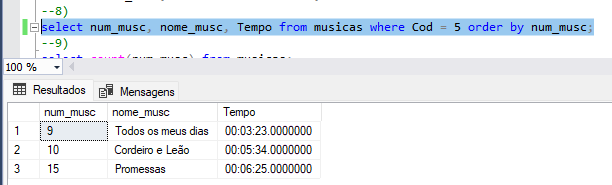 --8)
select num_musc, nome_musc, Tempo from musicas where Cod = 5 order by num_musc;
--9)
select count(num_musc) from musicas;
100 %
Resultados Mensagens
num_musc nome_musc Tempo
1 9 Todos os meus dias 00:03:23.0000000
2 10 Cordeiro e Leão 00:05:34.0000000
3 15 Promessas 00:06:25.0000000